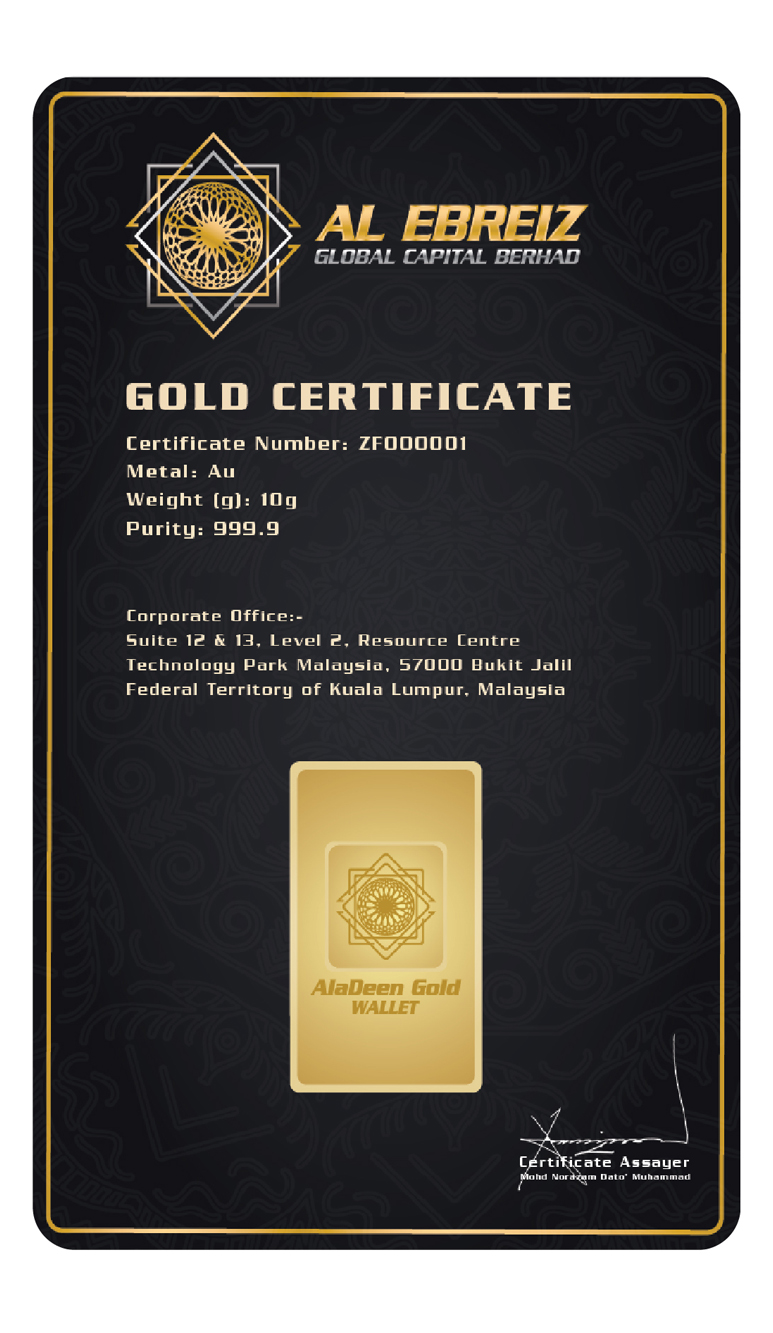 AL EBREIZ
GLOBAL CAPITAL BERHAD
GOLD CERTIFICATE
Certificate Number: ZF000001
Metal: Au
Weight (g): 10g
Purity: 999.9
Corporate Office:-
Suite 12 & 13, Level 2, Resource Centre
Technology Park Malaysia, 57000 Bukit Jalil
Federal Territory of Kuala Lumpur, Malaysia
AlaDeen Gold
WALLET
Certificate Assayer
Mohd Norazam Dato' Muhammad